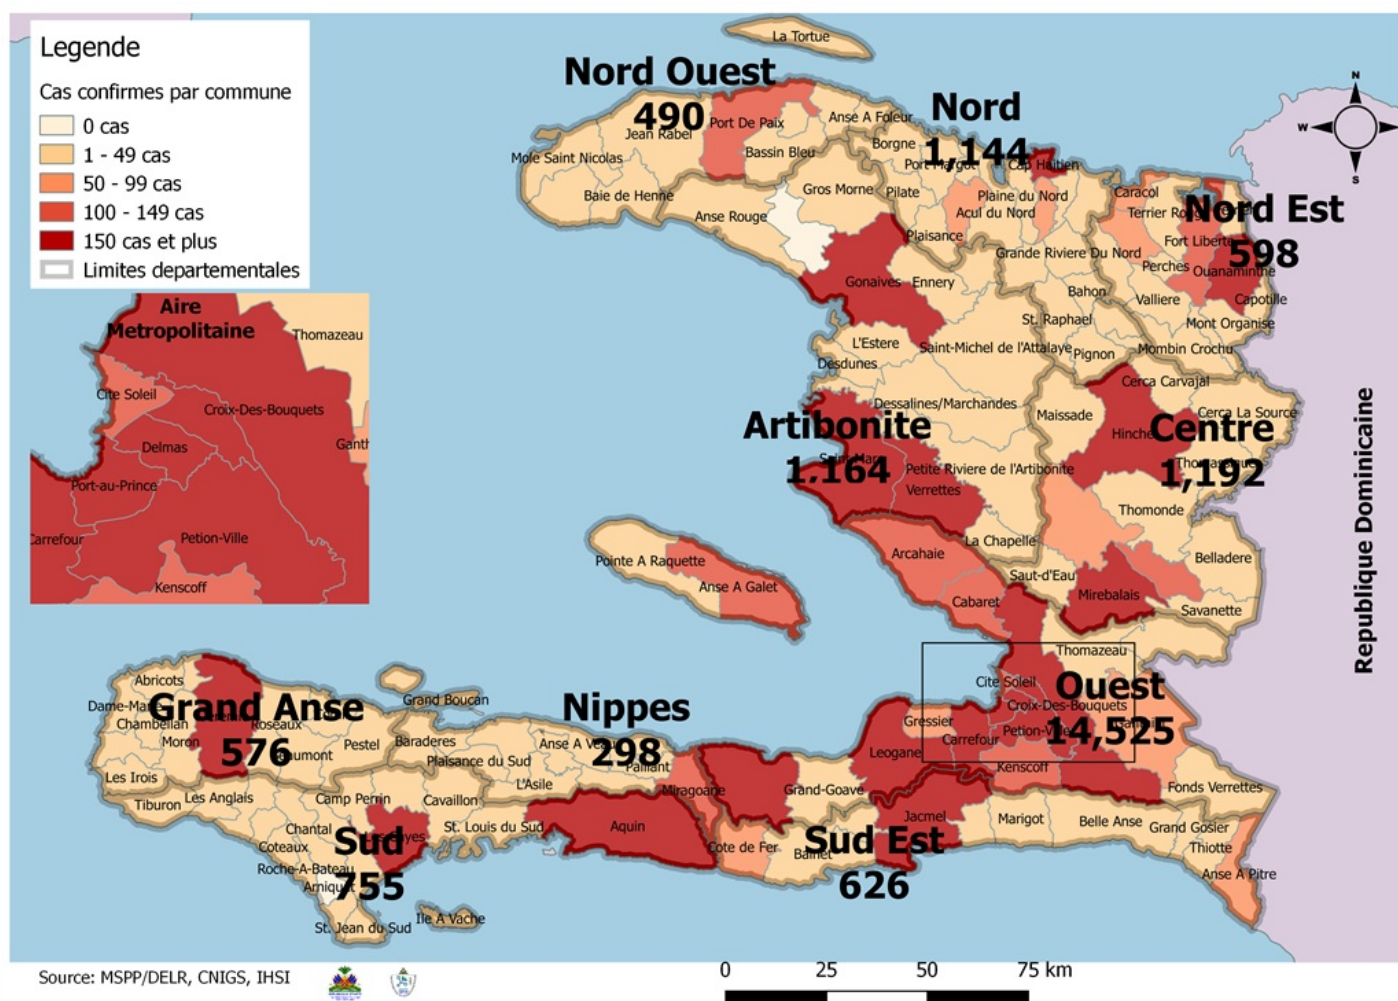 Legende
Cas confirmes par commune
0 cas
1 - 49 cas
50 - 99 cas
100 - 149 cas
150 cas et plus
Limites departementales
Aire
Metropolitaine
Thomazeau
Cite Soleil
Croix-Des-Bouquets
Delmas
Port-au-Prince
Carrefour
Petion-Ville
Kenscoff
La Tortue
Nord Ouest
490
Jean Rabel
Port De Paix
Anse A Foleur
Mole Saint Nicolas
Bassin Bleu
Baie de Henne
Anse Rouge
Gros Morne
Nord
1,144
Borgne
Port Margot
Cap Haitien
Pilate
Plaine du Nord
Acul du Nord
Plaisance
Grande Riviere Du Nord
Caracol
Nord Est
598
Fort Liberte
Perches
Ouanaminthe
Valliere
Capotille
Mont Organise
Mombin Crochu
Bahon
St. Raphael
Pignon
Gonaives
Ennery
L'Estere
Desdunes
Saint-Michel de l'Attalaye
Dessalines/Marchandes
Artibonite
1,164
Petite Riviere de l'Artibonite
Verrettes
La Chapelle
Cerca Carvajal
Maissade
Cerca La Source
Hinche
Centre
1,192
Thomonde
Belladere
Saut-d'Eau
Mirebalais
Savanette
Arcahaie
Cabaret
Pointe A Raquette
Anse A Galet
Republique Dominicaine
Thomazeau
Cite Soleil
Ouest
14,525
Croix-Des-Bouquets
Gressier
Carrefour
Leogane
Kenscoff
Fonds Verrettes
Abricots
Grand Anse
576
Chambellan
Moron
Roseaux
Pestel
Les Irois
Grand Boucan
Baraderes
Plaisance du Sud
L'Asile
Nippes
298
Paillant
Miragoane
Grand-Goave
Tiburon
Les Anglais
Camp Perrin
Cavaillon
St. Louis du Sud
Aquin
Chantal
Coteaux
Roche-A-Bateau
Sud
755
St. Jean du Sud
Ile A Vache
Cote de Fer
Sud Est
626
Jacmel
Marigot
Belle Anse
Grand Gosier
Thiotte
Anse A Pitre
N
W
S
Source: MSPP/DELR, CNIGS, IHSI
0 25 50 75 km